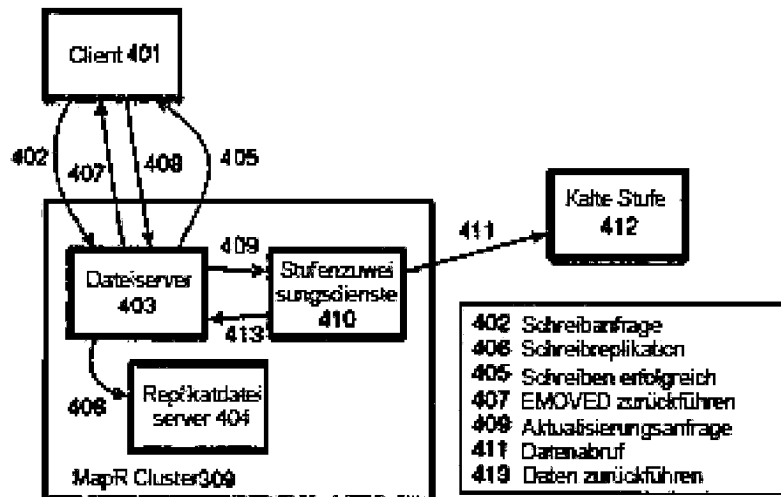 Client 401
402
407
408
405
Kalte Stufe
412
411
409
Dateiserver
403
Stufenzuwei
sungsdienste
410
413
406
Replikatdatei
server 404
MapR Cluster309
402 Schreibanfrage
406 Schreibreplikation
405 Schreiben erfolgreich
407 EMOVED zurückführen
409 Aktualisierungsanfrage
411 Datenabruf
413 Daten zurückführen